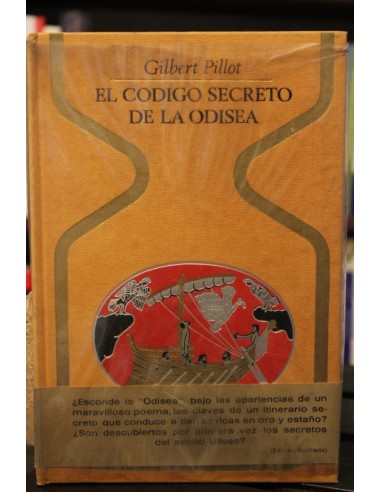 Gilbert Pillot
EL CODIGO SECRETO
DE LA ODISEA
¿Esconde la "Odisea" bajo las apariencias de un
maravilloso poema, las claves de un itinerario se-
creto que conduce a tierras ricas en oro y estaño?
¿Son descubiertos por primera vez los secretos
del astuto Ulises?
(Edición ilustrada)